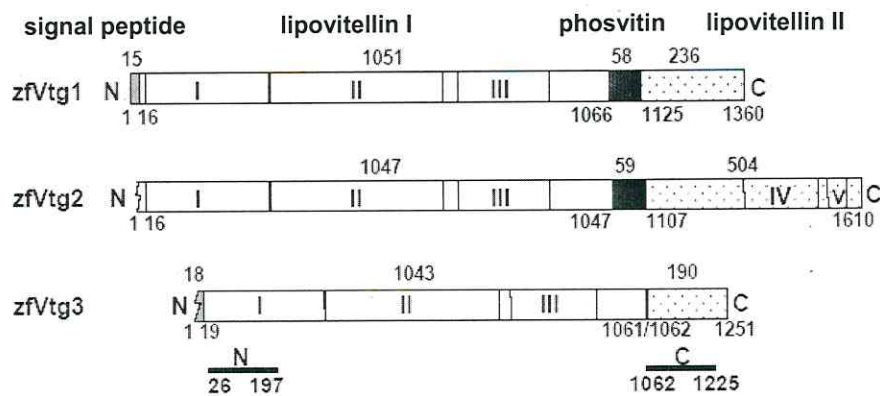 signal peptide lipovitellin I phosvitin lipovitellin II
15 1051 58 236
zfVtg1 N I II III C
1 16 1066 1125 1360
1047 59 504
zfVtg2 N I II III IV V C
1 16 1047 1107 1610
18 1043 190
zfVtg3 N I II III C
1 19 1061/1062 1251
N C
26 197 1062 1225